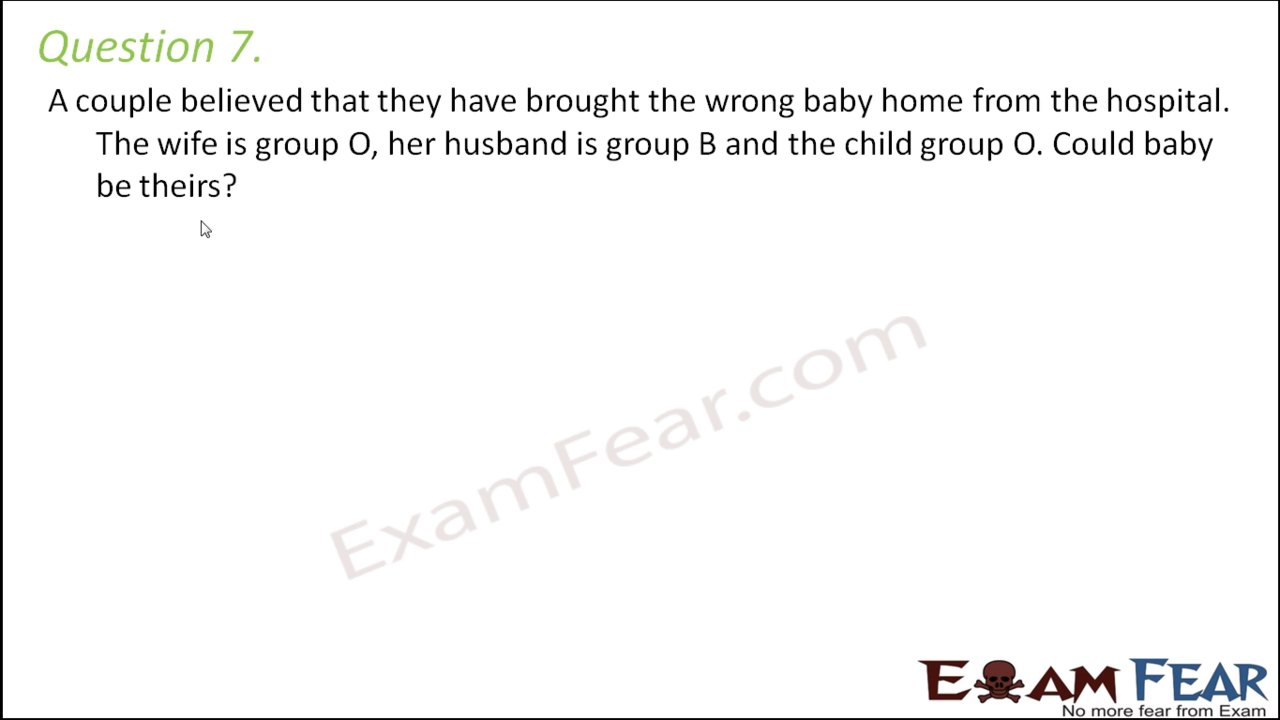 Question 7.
A couple believed that they have brought the wrong baby home from the hospital.
The wife is group O, her husband is group B and the child group O. Could baby
be theirs?
ExamFear.com
EXAM FEAR
No more fear from Exam